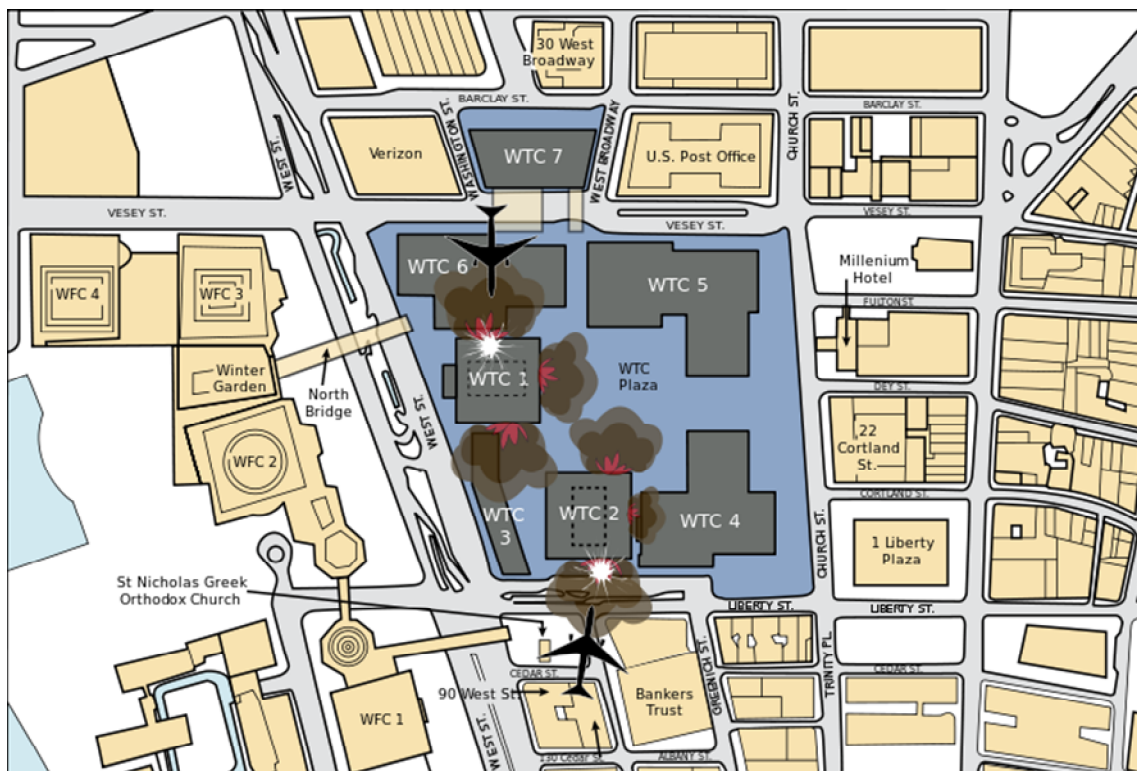 30 West
Broadway
BARCLAY ST.
BARCLAY ST.
WEST ST.
Verizon
WASHINGTON ST.
WTC 7
WEST BROADWAY
U.S. Post Office
CHURCH ST.
VESEY ST.
VESEY ST.
VESEY ST.
WFC 4
WFC 3
WTC 6
WTC 5
Millenium
Hotel
FULTON ST.
Winter
Garden
North
Bridge
WTC 1
WTC
Plaza
DEY ST.
WEST ST.
WFC 2
22
Cortland
St.
CORTLAND ST.
WTC
3
WTC 2
WTC 4
CHURCH ST.
1 Liberty
Plaza
St Nicholas Greek
Orthodox Church
LIBERTY ST.
LIBERTY ST.
CEDAR ST.
CEDAR ST.
90 West St.
Bankers
Trust
GREENICH ST.
TRINITY PL.
WFC 1
WEST ST.
130 Cedar St.
ALBANY ST.